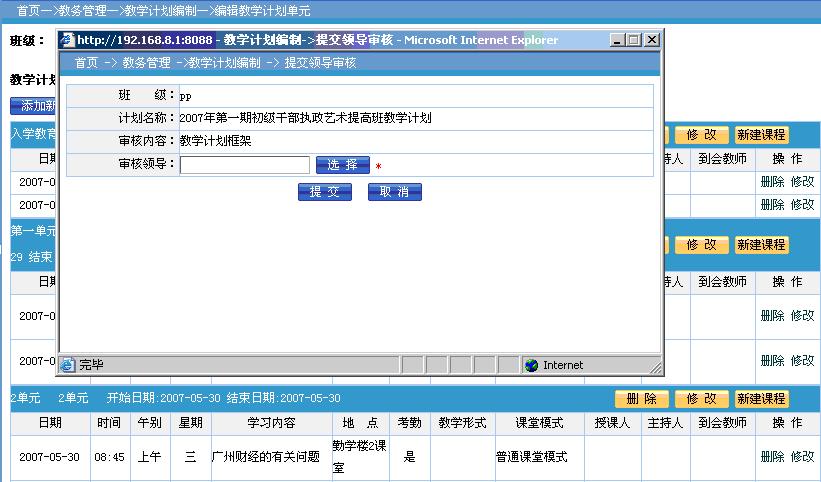 首页—>教务管理—>教学计划编制—>编辑教学计划单元
班级：
教学计划
添加新
http://192.168.8.1:8088 - 教学计划编制->提交领导审核 - Microsoft Internet Explorer
首页 -> 教务管理 ->教学计划编制 -> 提交领导审核
班 级： pp
计划名称： 2007年第一期初级干部执政艺术提高班教学计划
审核内容： 教学计划框架
审核领导： 选 择 *
提 交 取 消
完毕 Internet
入学教育 修 改 新建课程
日期 持人 到会教师 操 作
2007-0 删除 修改
2007-0 删除 修改
第一单元
29 结束 修 改 新建课程
日期 持人 到会教师 操 作
2007-0 删除 修改
2007-0 删除 修改
2单元 2单元 开始日期:2007-05-30 结束日期:2007-05-30 删 除 修 改 新建课程
日期 时间 午别 星期 学习内容 地 点 考勤 教学形式 课堂模式 授课人 主持人 到会教师 操 作
2007-05-30 08:45 上午 三 广州财经的有关问题 勤学楼2课室 是 普通课堂模式 删除 修改